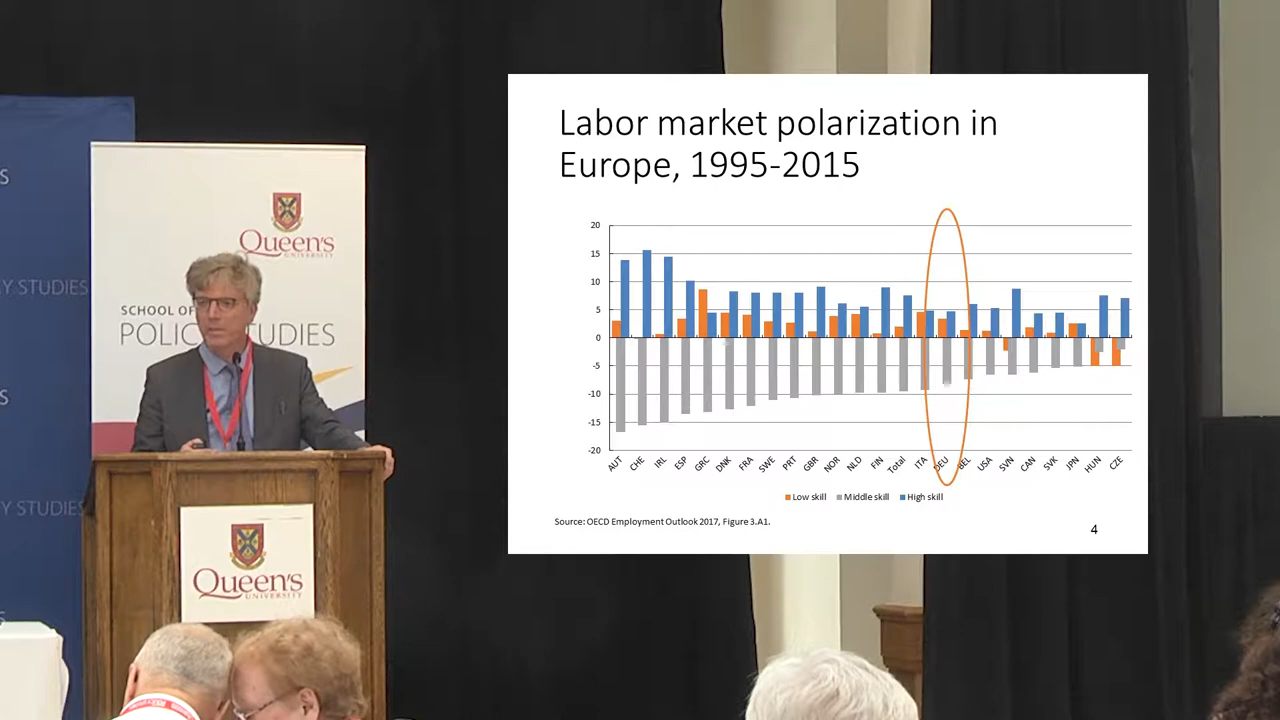 S
Y STUDIES
S
Y STUDIES
Queen's
UNIVERSITY
SCHOOL OF
POLIC STUDIES
Queen's
UNIVERSITY
Labor market polarization in
Europe, 1995-2015
20
15
10
5
0
-5
-10
-15
-20
AUT CHE IRL ESP GRC DNK FRA SWE PRT GBR NOR NLD FIN Total ITA DEU BEL USA SVN CAN SVK JPN HUN CZE
Low skill Middle skill High skill
Source: OECD Employment Outlook 2017, Figure 3.A1.
4